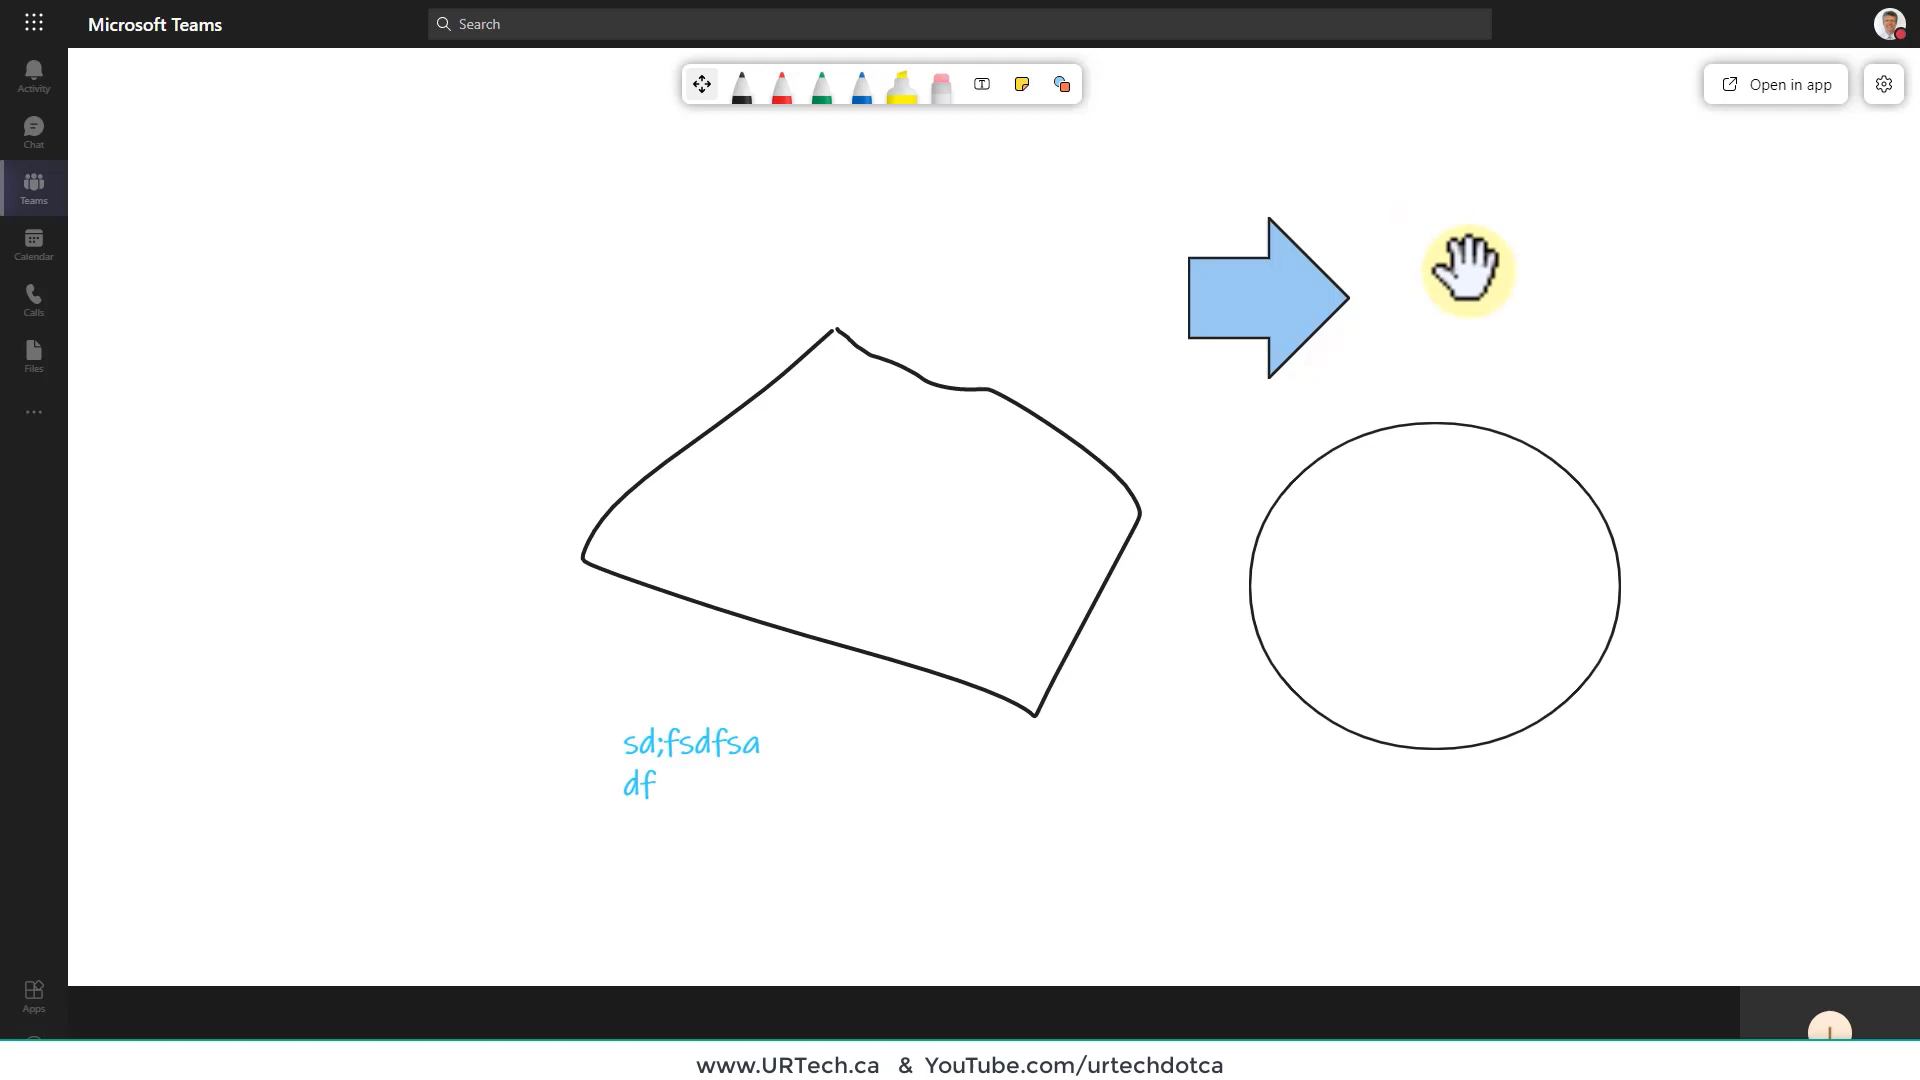 Microsoft Teams
Search
Activity
Chat
Teams
Calendar
Calls
Files
Apps
Open in app
sd;fsdfsa
df
www.URTech.ca & YouTube.com/urtechdotca